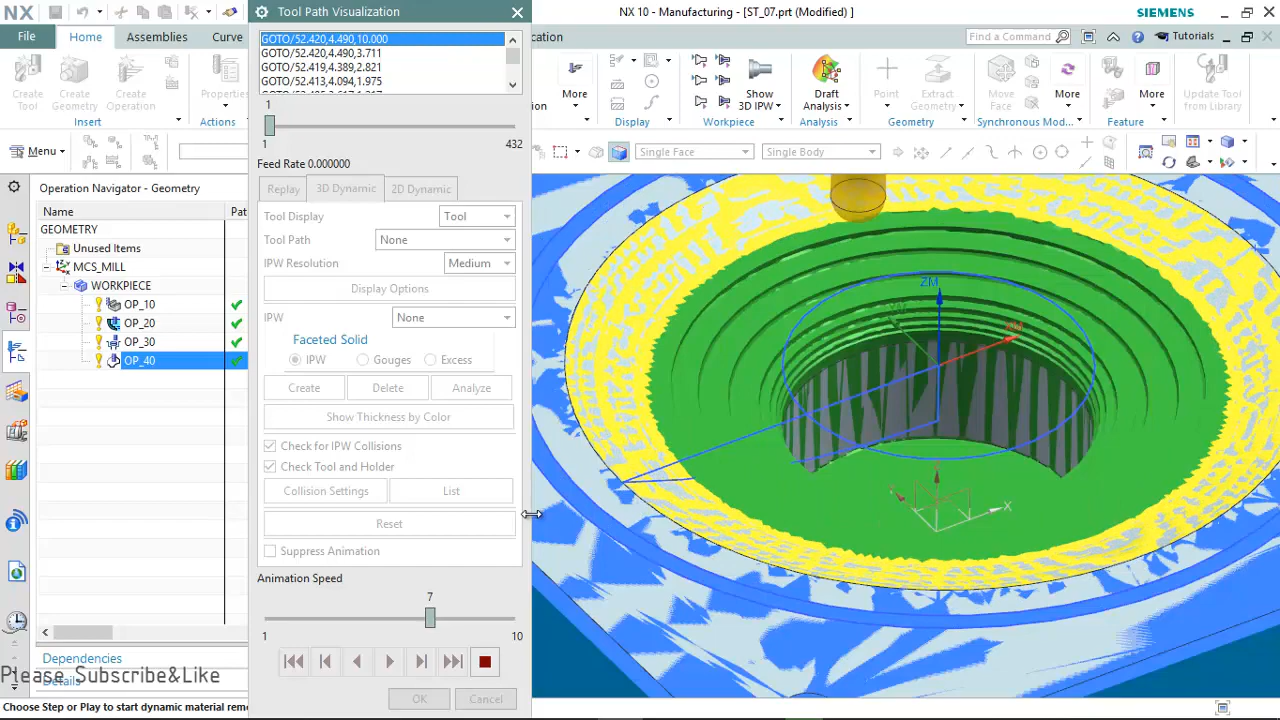 NX
Tool Path Visualization
NX 10 - Manufacturing - [ST_07.prt (Modified) ]
SIEMENS
File
Home
Assemblies
Curve
Find a Command
Tutorials
GOTO/52.420,4.490,10.000
GOTO/52.420,4.490,3.711
GOTO/52.419,4.389,2.821
GOTO/52.413,4.094,1.975
1
1
432
Feed Rate 0.000000
Replay
3D Dynamic
2D Dynamic
Tool Display
Tool
Tool Path
None
IPW Resolution
Medium
Display Options
IPW
None
Faceted Solid
IPW
Gouges
Excess
Create
Delete
Analyze
Show Thickness by Color
Check for IPW Collisions
Check Tool and Holder
Collision Settings
List
Reset
Suppress Animation
Animation Speed
7
1
10
OK
Cancel
Create Tool
Create Geometry
Create Operation
Properties
Insert
Actions
More
Display
Show 3D IPW
Workpiece
Draft Analysis
Analysis
Point
Extract Geometry
Geometry
Move Face
More
Synchronous Mod...
More
Feature
Update Tool from Library
Menu
Single Face
Single Body
Operation Navigator - Geometry
Name
Pat
GEOMETRY
Unused Items
MCS_MILL
WORKPIECE
OP_10
OP_20
OP_30
OP_40
Dependencies
Details
Please Subscribe&Like
Choose Step or Play to start dynamic material remo
ZM
XM
X